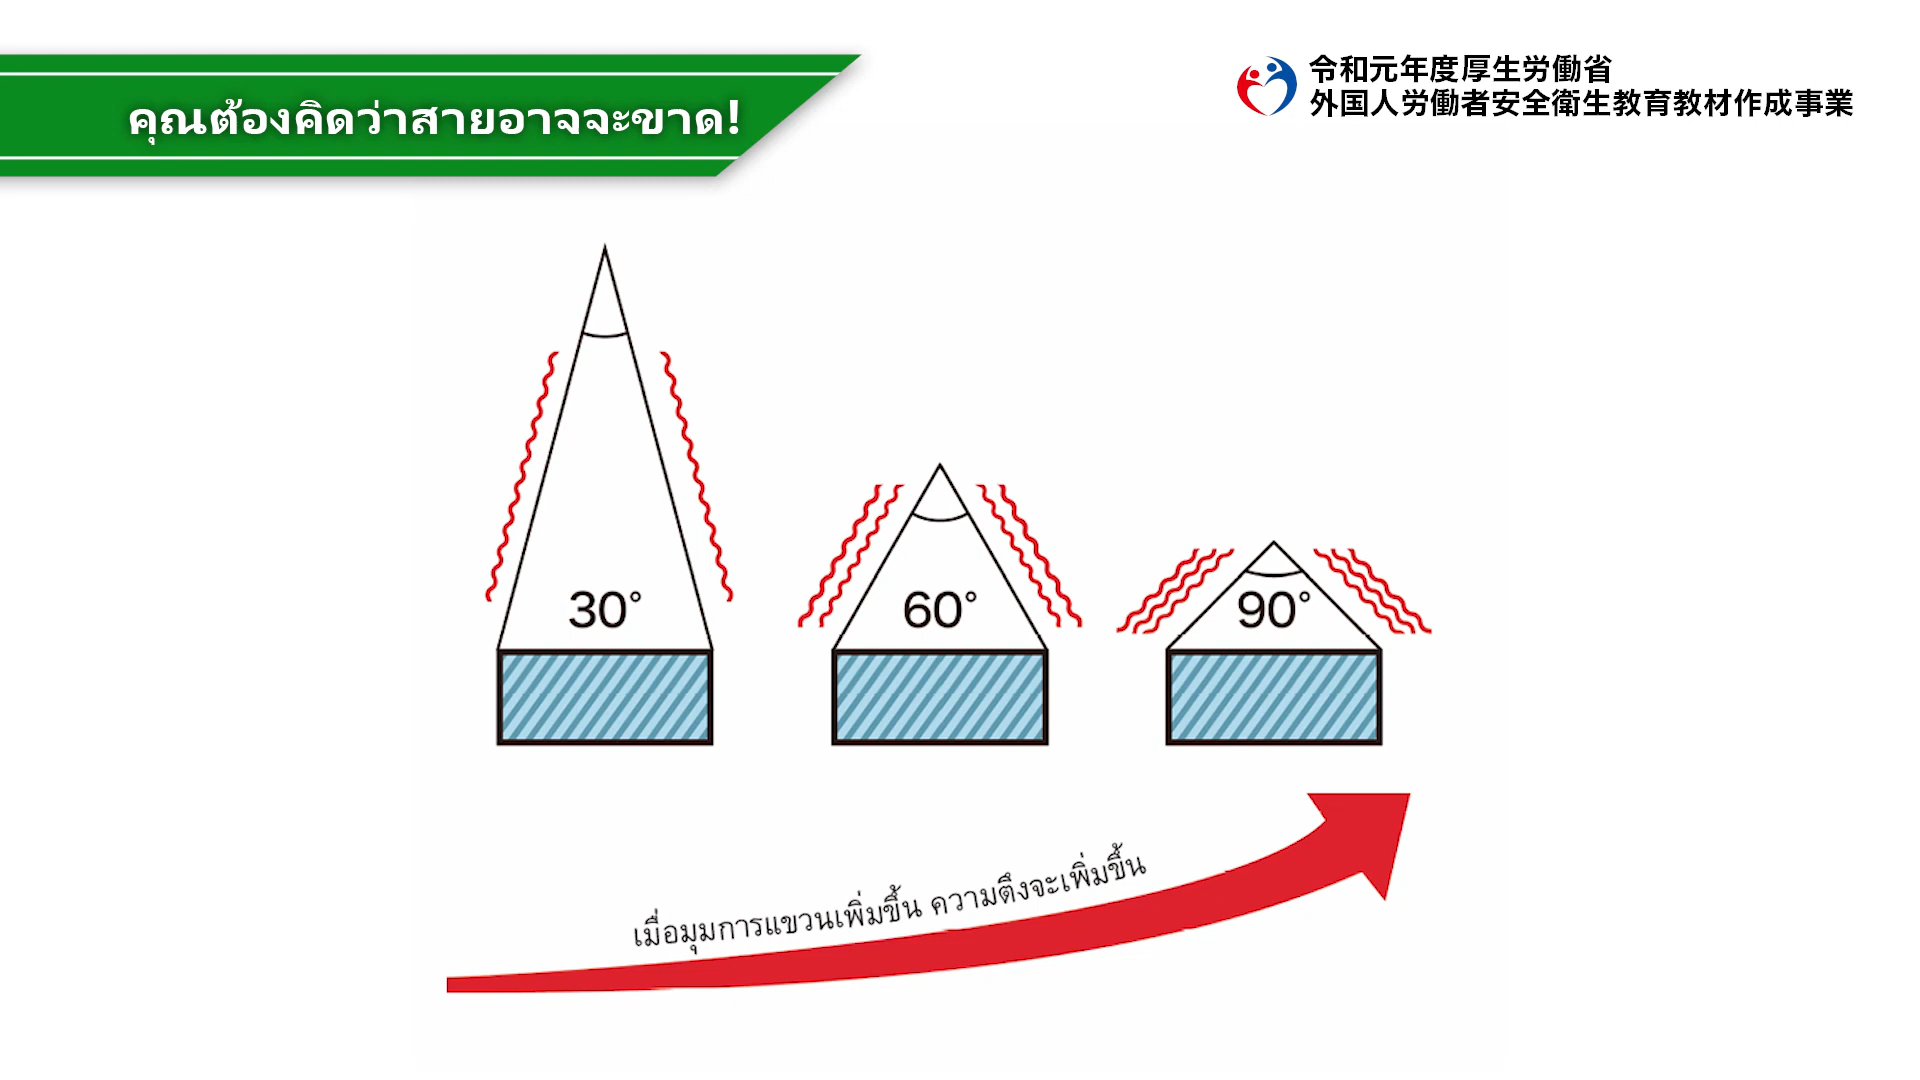 คุณต้องคิดว่าสายอาจจะขาด!
令和元年度厚生労働省
外国人労働者安全衛生教育教材作成事業
30°
60°
90°
เมื่อมุมการแขวนเพิ่มขึ้น ความตึงจะเพิ่มขึ้น